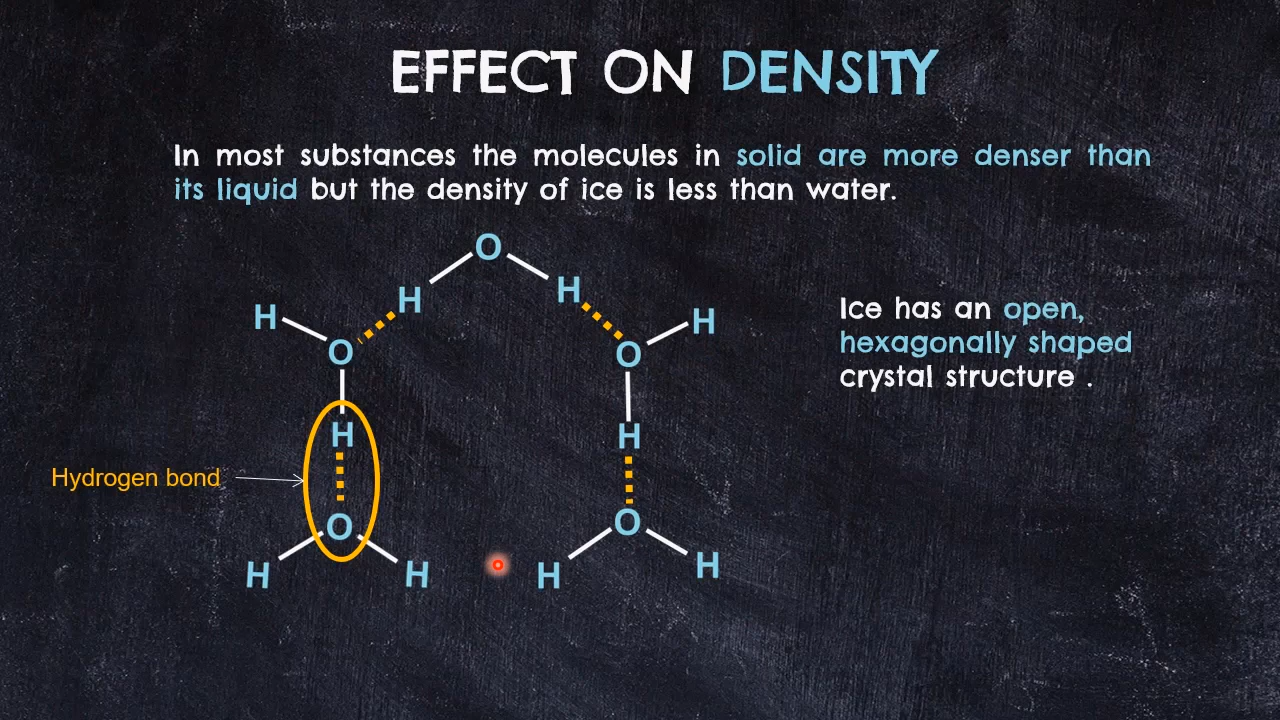 EFFECT ON DENSITY
In most substances the molecules in solid are more denser than
its liquid but the density of ice is less than water.
O
H H
H H
O O
Ice has an open,
hexagonally shaped
crystal structure .
H H
Hydrogen bond
O O
H H H H